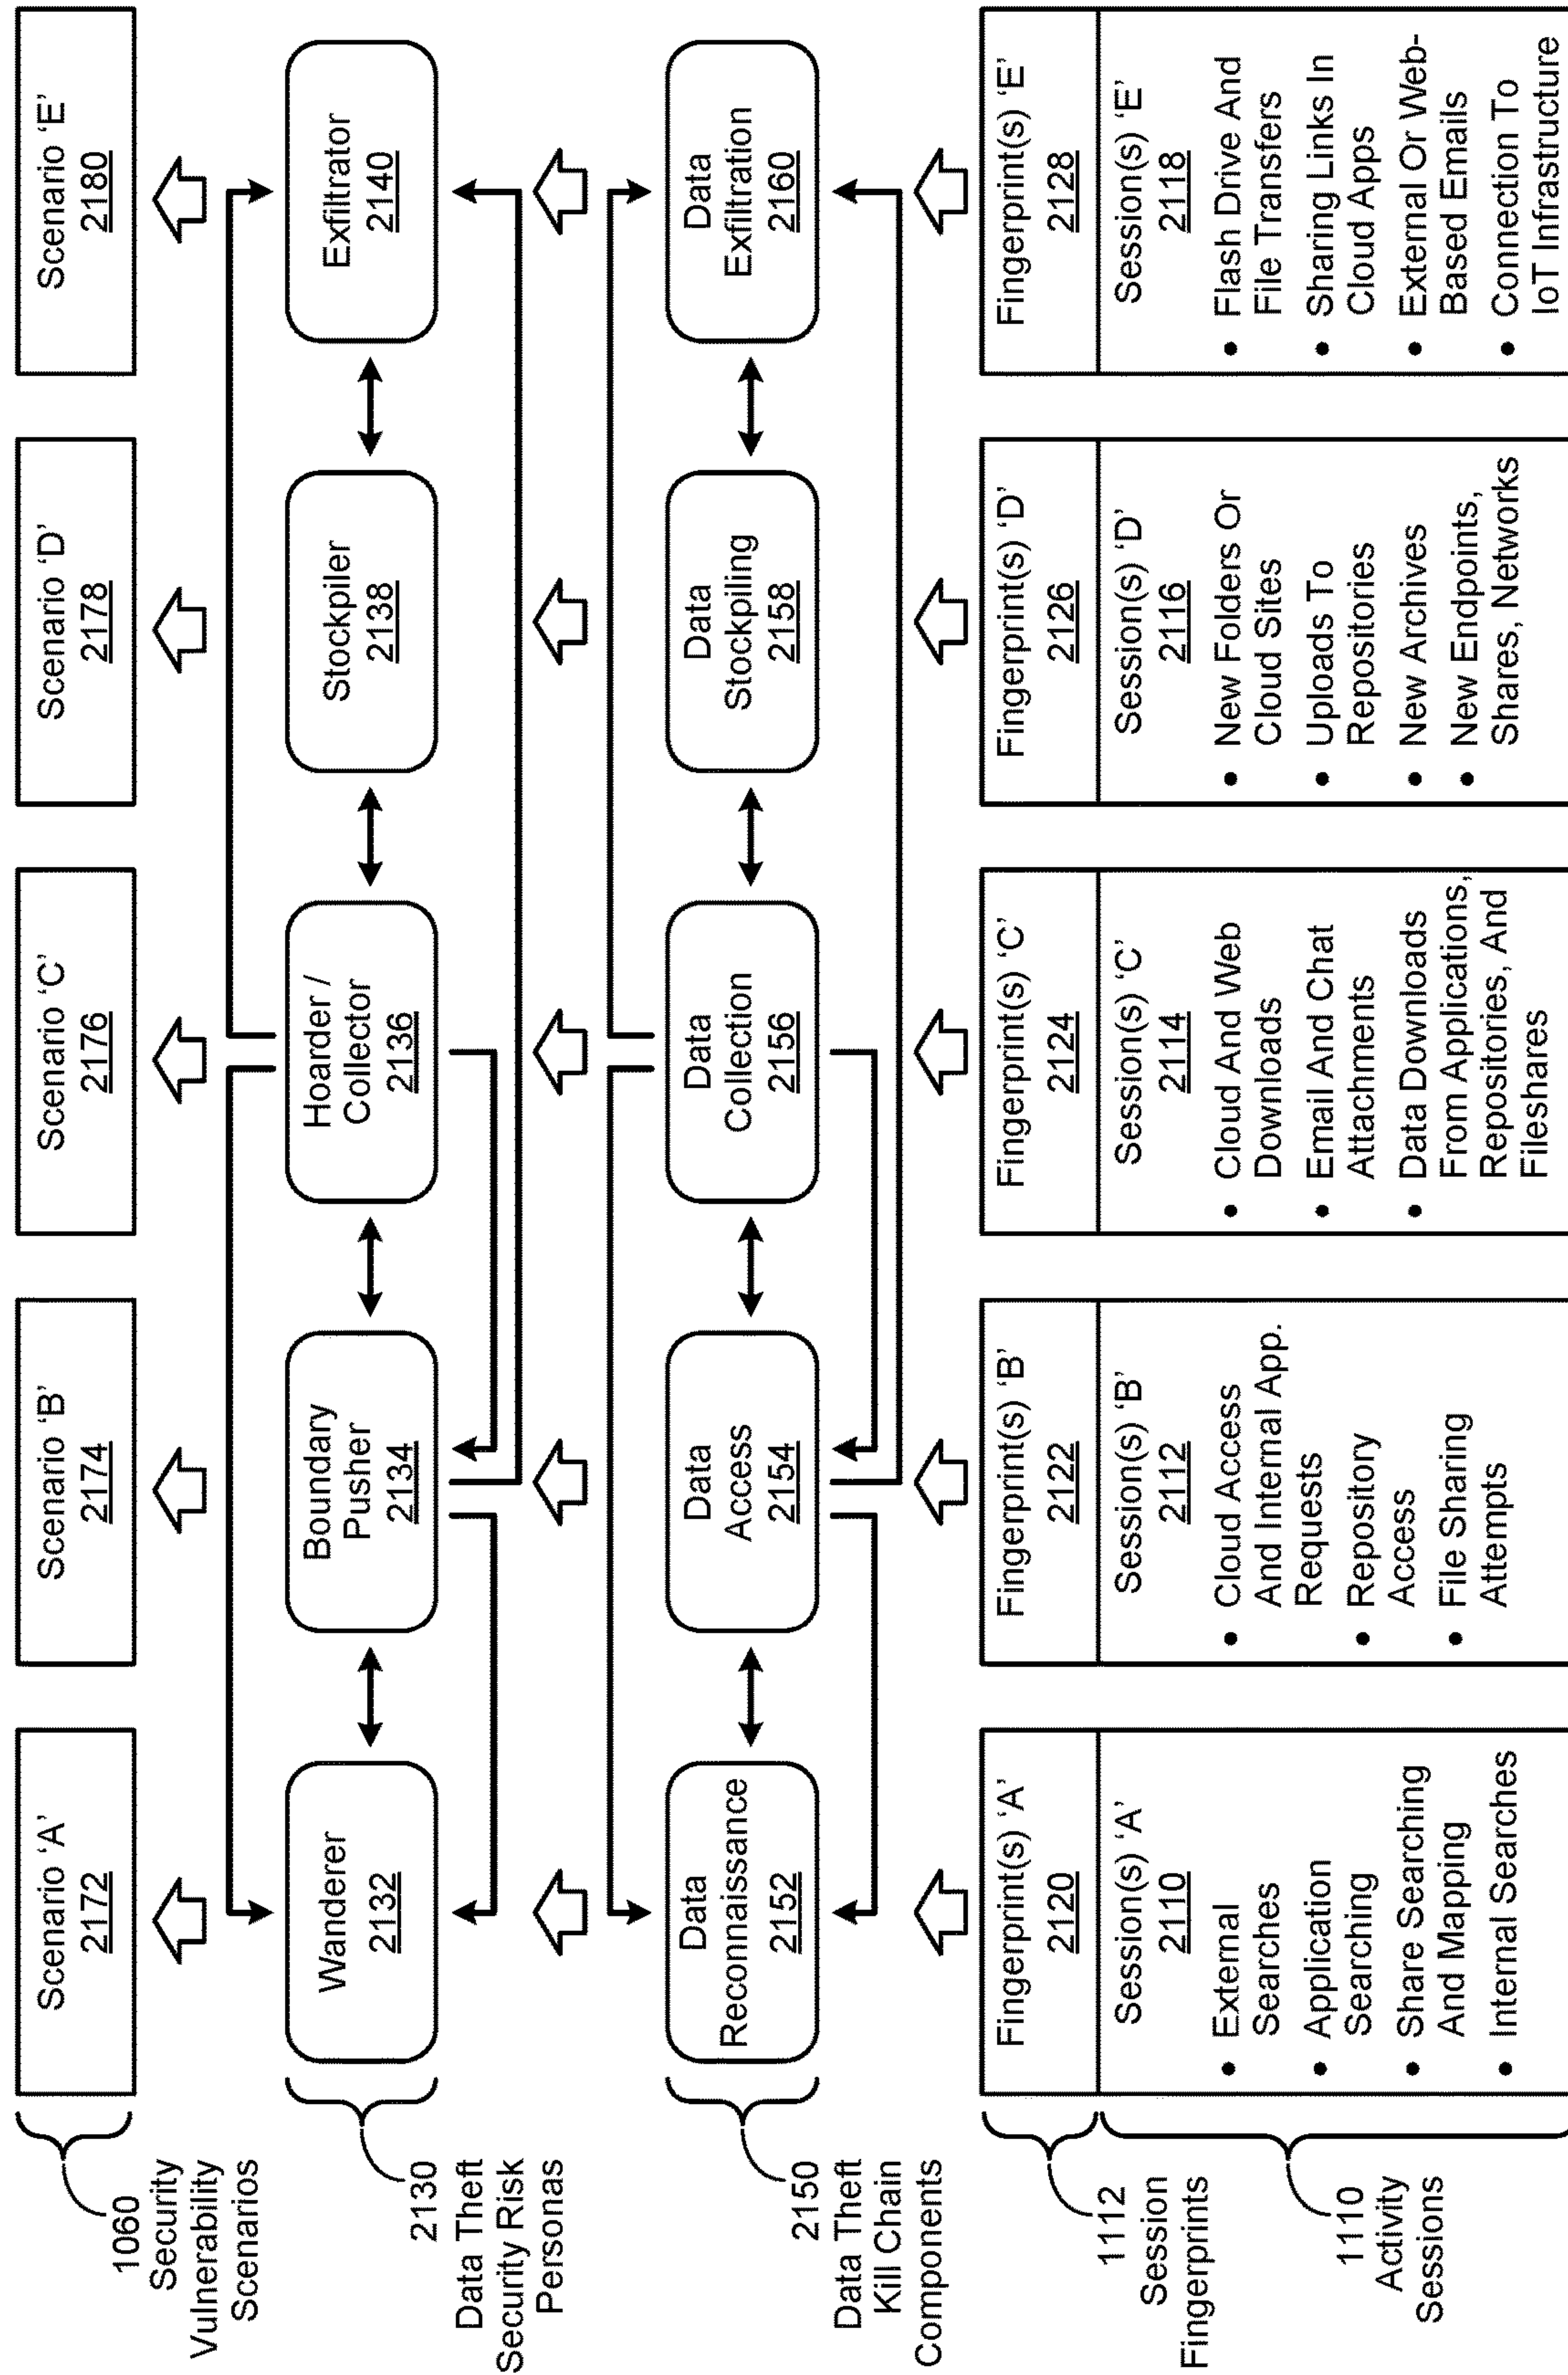 1060
Security
Vulnerability
Scenarios
Scenario ‘A’
2172
Scenario ‘B’
2174
Scenario ‘C’
2176
Scenario ‘D’
2178
Scenario ‘E’
2180
2130
Data Theft
Security Risk
Personas
Wanderer
2132
Boundary
Pusher
2134
Hoarder /
Collector
2136
Stockpiler
2138
Exfiltrator
2140
2150
Data Theft
Kill Chain
Components
Data
Reconnaissance
2152
Data
Access
2154
Data
Collection
2156
Data
Stockpiling
2158
Data
Exfiltration
2160
1112
Session
Fingerprints
Fingerprint(s) ‘A’
2120
Fingerprint(s) ‘B’
2122
Fingerprint(s) ‘C’
2124
Fingerprint(s) ‘D’
2126
Fingerprint(s) ‘E’
2128
1110
Activity
Sessions
Session(s) ‘A’
2110
• External
Searches
• Application
Searching
• Share Searching
And Mapping
• Internal Searches
Session(s) ‘B’
2112
• Cloud Access
And Internal App.
Requests
• Repository
Access
• File Sharing
Attempts
Session(s) ‘C’
2114
• Cloud And Web
Downloads
• Email And Chat
Attachments
• Data Downloads
From Applications,
Repositories, And
Fileshares
Session(s) ‘D’
2116
• New Folders Or
Cloud Sites
• Uploads To
Repositories
• New Archives
• New Endpoints,
Shares, Networks
Session(s) ‘E’
2118
• Flash Drive And
File Transfers
• Sharing Links In
Cloud Apps
• External Or Web-
Based Emails
• Connection To
IoT Infrastructure